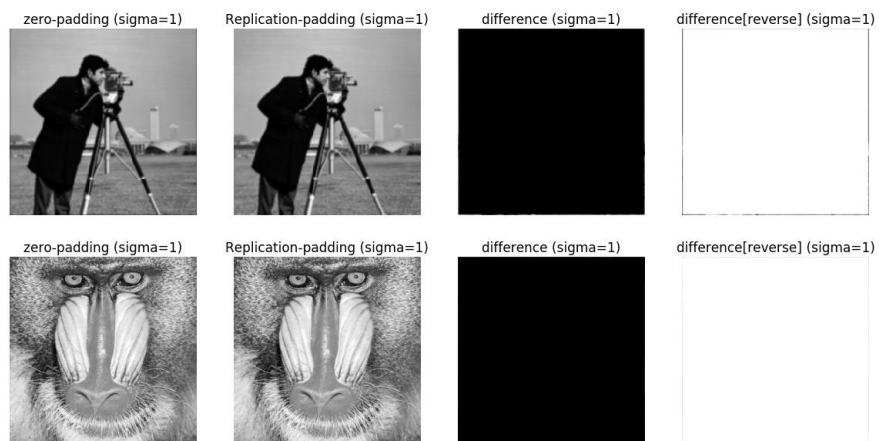 zero-padding (sigma=1) Replication-padding (sigma=1) difference (sigma=1) difference[reverse] (sigma=1)
zero-padding (sigma=1) Replication-padding (sigma=1) difference (sigma=1) difference[reverse] (sigma=1)